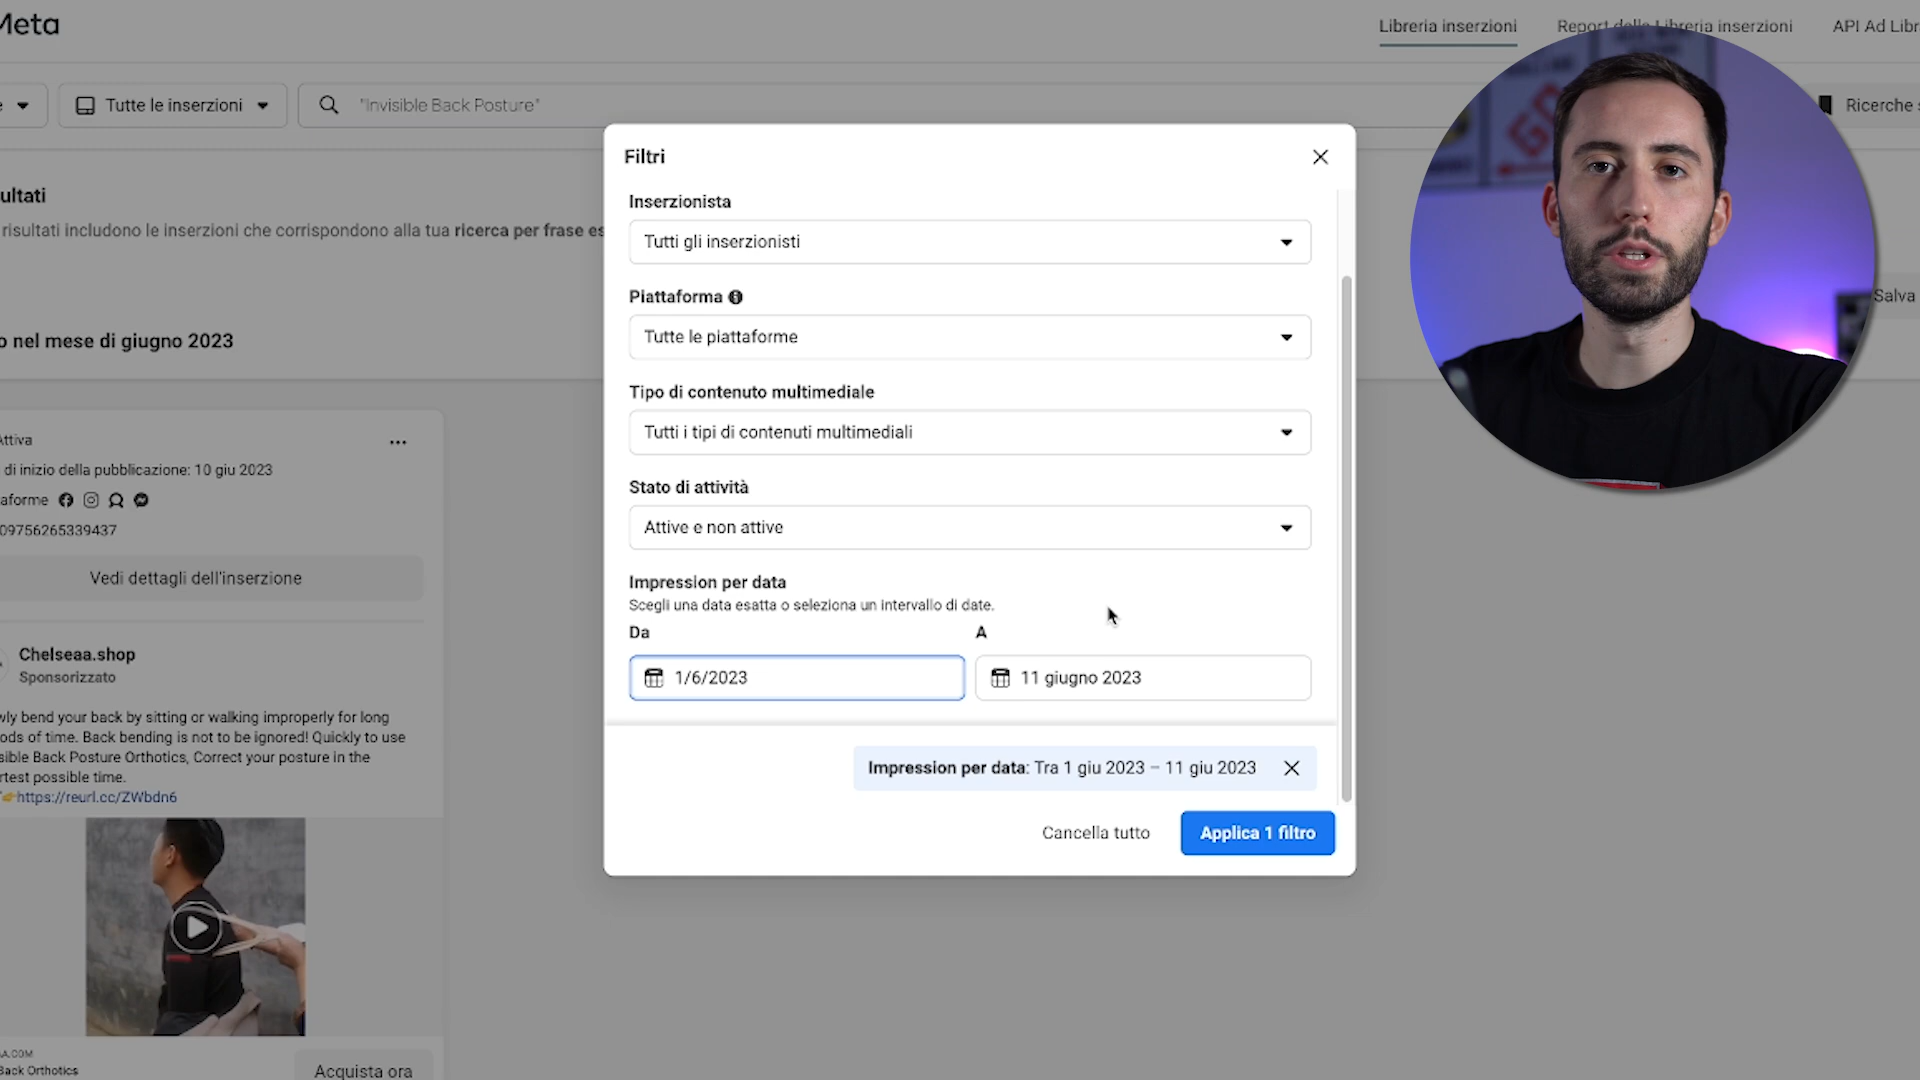 Meta
Libreria inserzioni
Report della Libreria inserzioni
API Ad Libr
Tutte le inserzioni
"Invisible Back Posture"
Ricerche
Filtri
ultati
risultati includono le inserzioni che corrispondono alla tua ricerca per frase es
o nel mese di giugno 2023
Salva
Inserzionista
Tutti gli inserzionisti
Piattaforma
Tutte le piattaforme
Tipo di contenuto multimediale
Tutti i tipi di contenuti multimediali
Stato di attività
Attive e non attive
Impression per data
Scegli una data esatta o seleziona un intervallo di date.
Da
A
1/6/2023
11 giugno 2023
Impression per data: Tra 1 giu 2023 – 11 giu 2023
Cancella tutto
Applica 1 filtro
Attiva
di inizio della pubblicazione: 10 giu 2023
aforme
09756265339437
Vedi dettagli dell'inserzione
Chelseaa.shop
Sponsorizzato
wly bend your back by sitting or walking improperly for long
ods of time. Back bending is not to be ignored! Quickly to use
sible Back Posture Orthotics, Correct your posture in the
rtest possible time.
https://reurl.cc/ZWbdn6
A.COM
Back Orthotics
Acquista ora